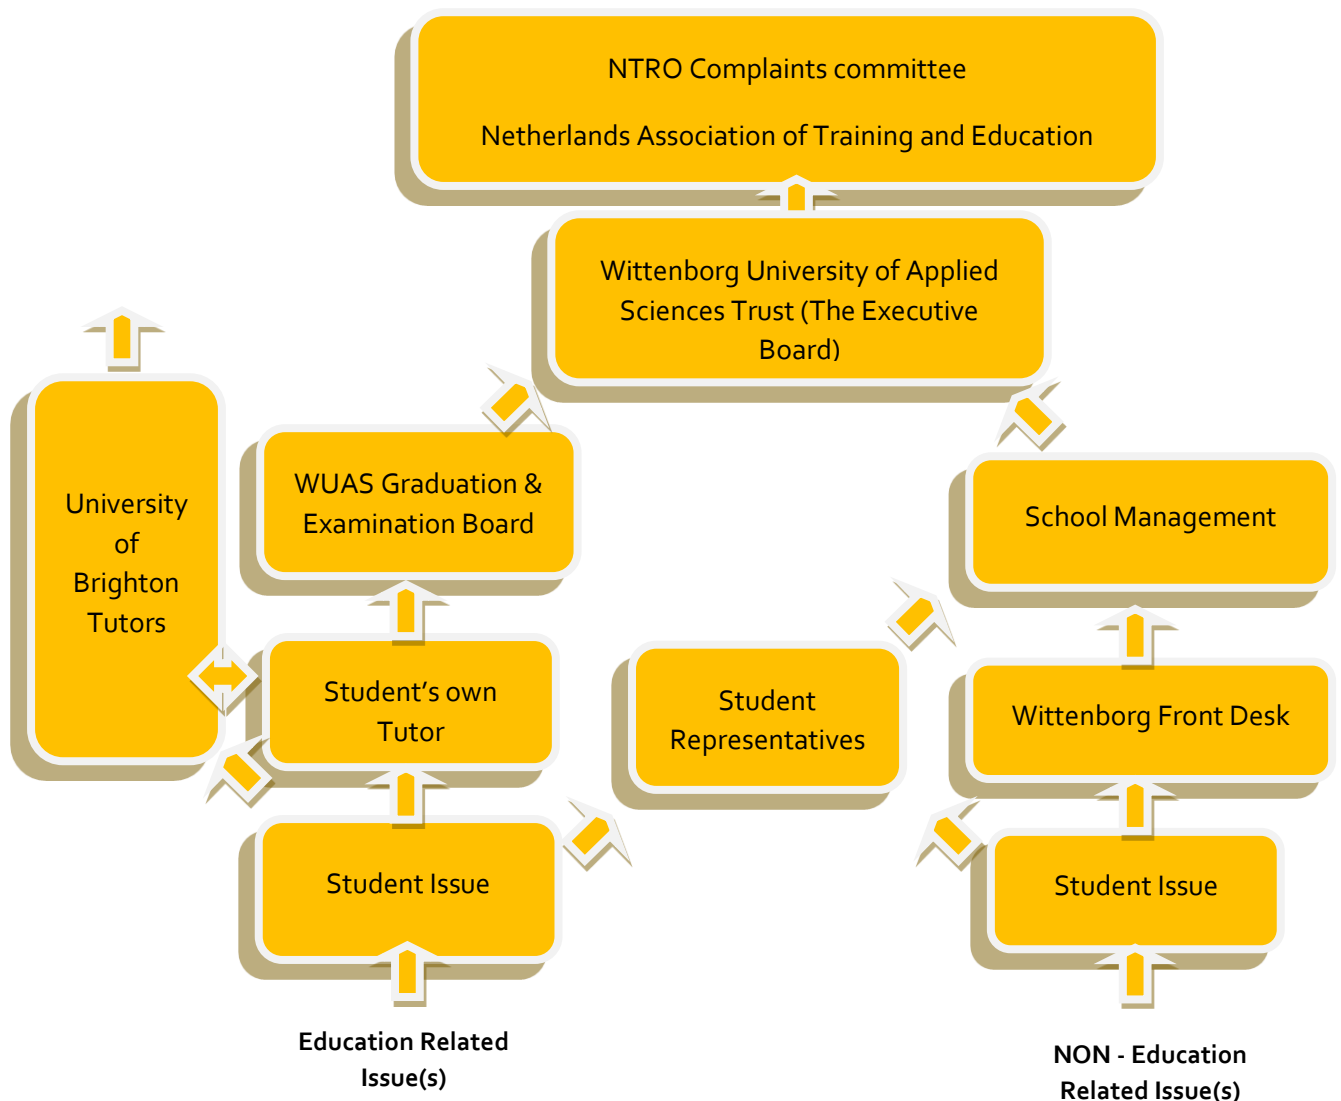 NTRO Complaints committee
Netherlands Association of Training and Education
Wittenborg University of Applied
Sciences Trust (The Executive
Board)
University
of
Brighton
Tutors
WUAS Graduation &
Examination Board
School Management
Student's own
Tutor
Student
Representatives
Wittenborg Front Desk
Student Issue
Student Issue
Education Related
Issue(s)
NON - Education
Related Issue(s)